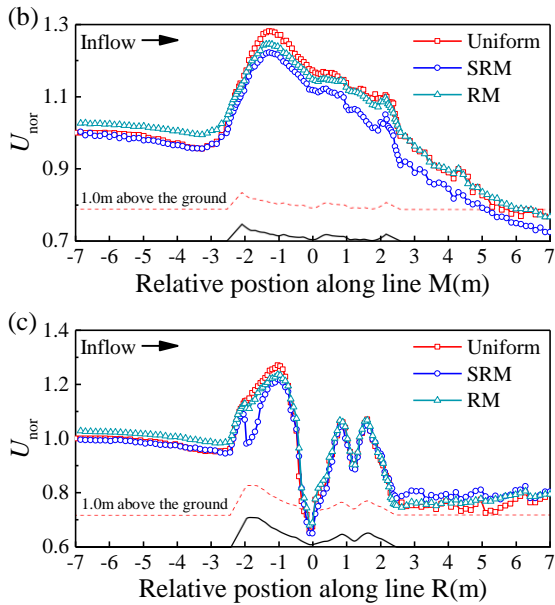 (b)
1.3
1.1
0.9
0.7
U_nor
Inflow
Uniform
SRM
RM
1.0m above the ground
-7 -6 -5 -4 -3 -2 -1 0 1 2 3 4 5 6 7
Relative postion along line M(m)
(c)
1.4
1.2
1.0
0.8
0.6
U_nor
Inflow
Uniform
SRM
RM
1.0m above the ground
-7 -6 -5 -4 -3 -2 -1 0 1 2 3 4 5 6 7
Relative postion along line R(m)